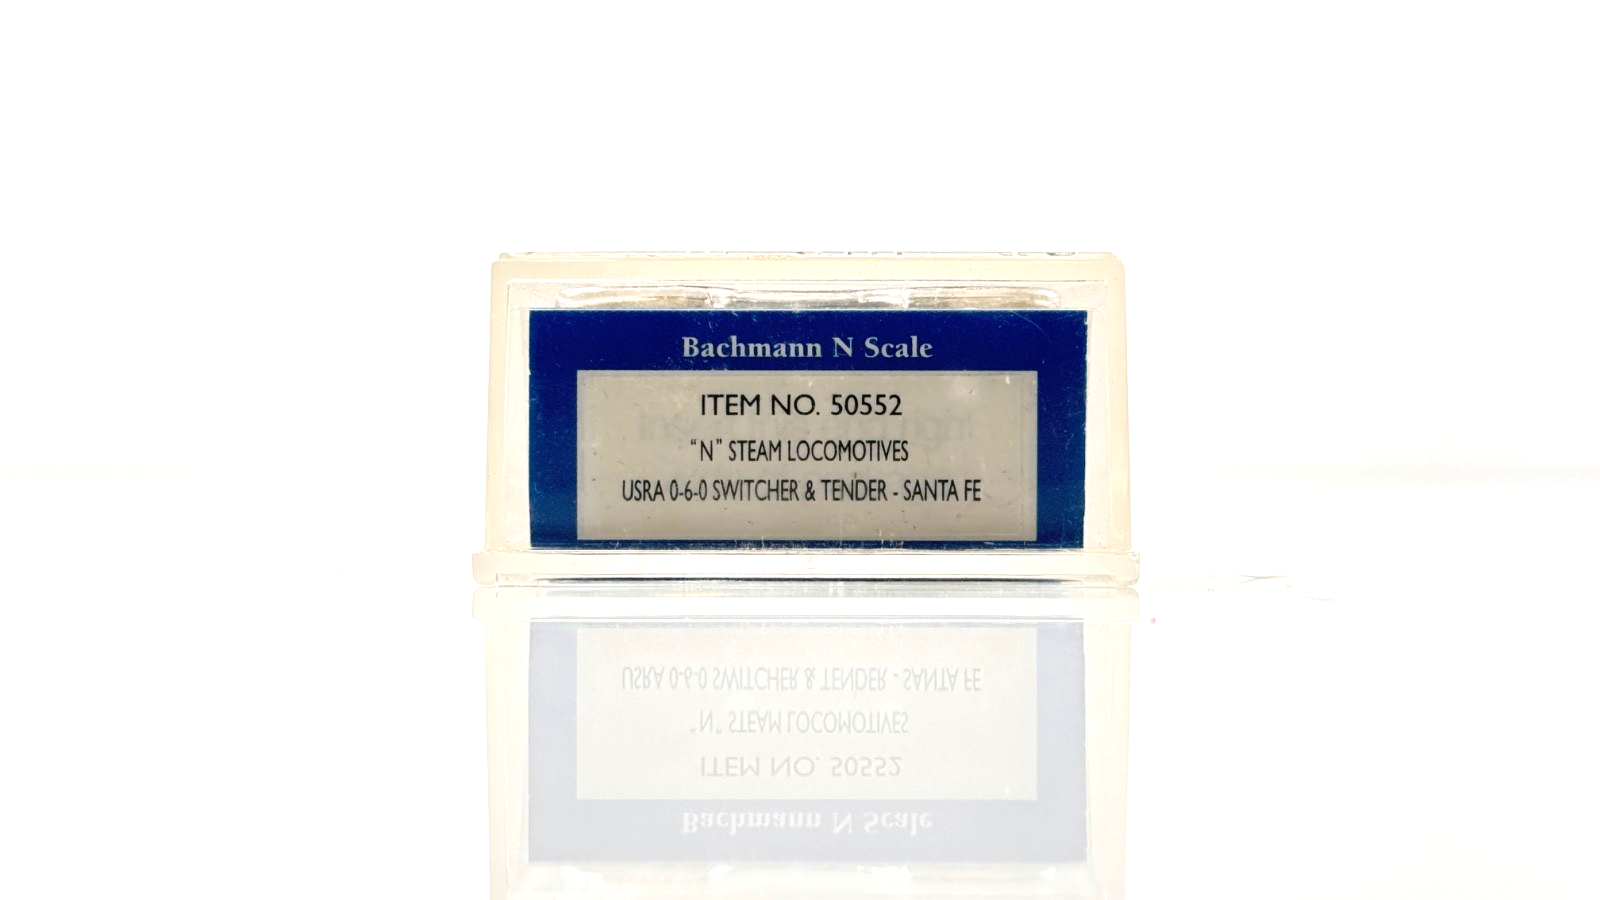 Bachmann N Scale
ITEM NO. 50552
"N" STEAM LOCOMOTIVES
USRA 0-6-0 SWITCHER & TENDER - SANTA FE